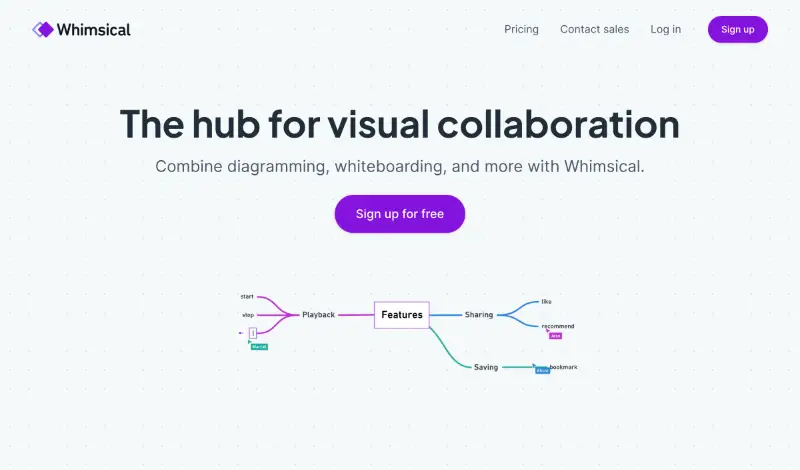 Whimsical
Pricing
Contact sales
Log in
Sign up
The hub for visual collaboration
Combine diagramming, whiteboarding, and more with Whimsical.
Sign up for free
start
stop
Playback
Features
Sharing
like
recommend
Saving
bookmark